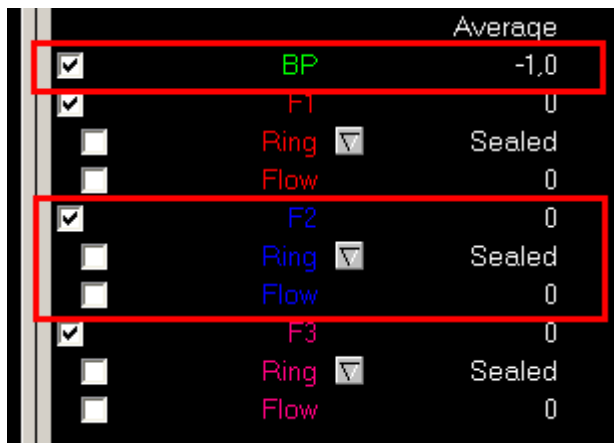 Average
BP -1,0
F1 0
Ring Sealed
Flow 0
F2 0
Ring Sealed
Flow 0
F3 0
Ring Sealed
Flow 0